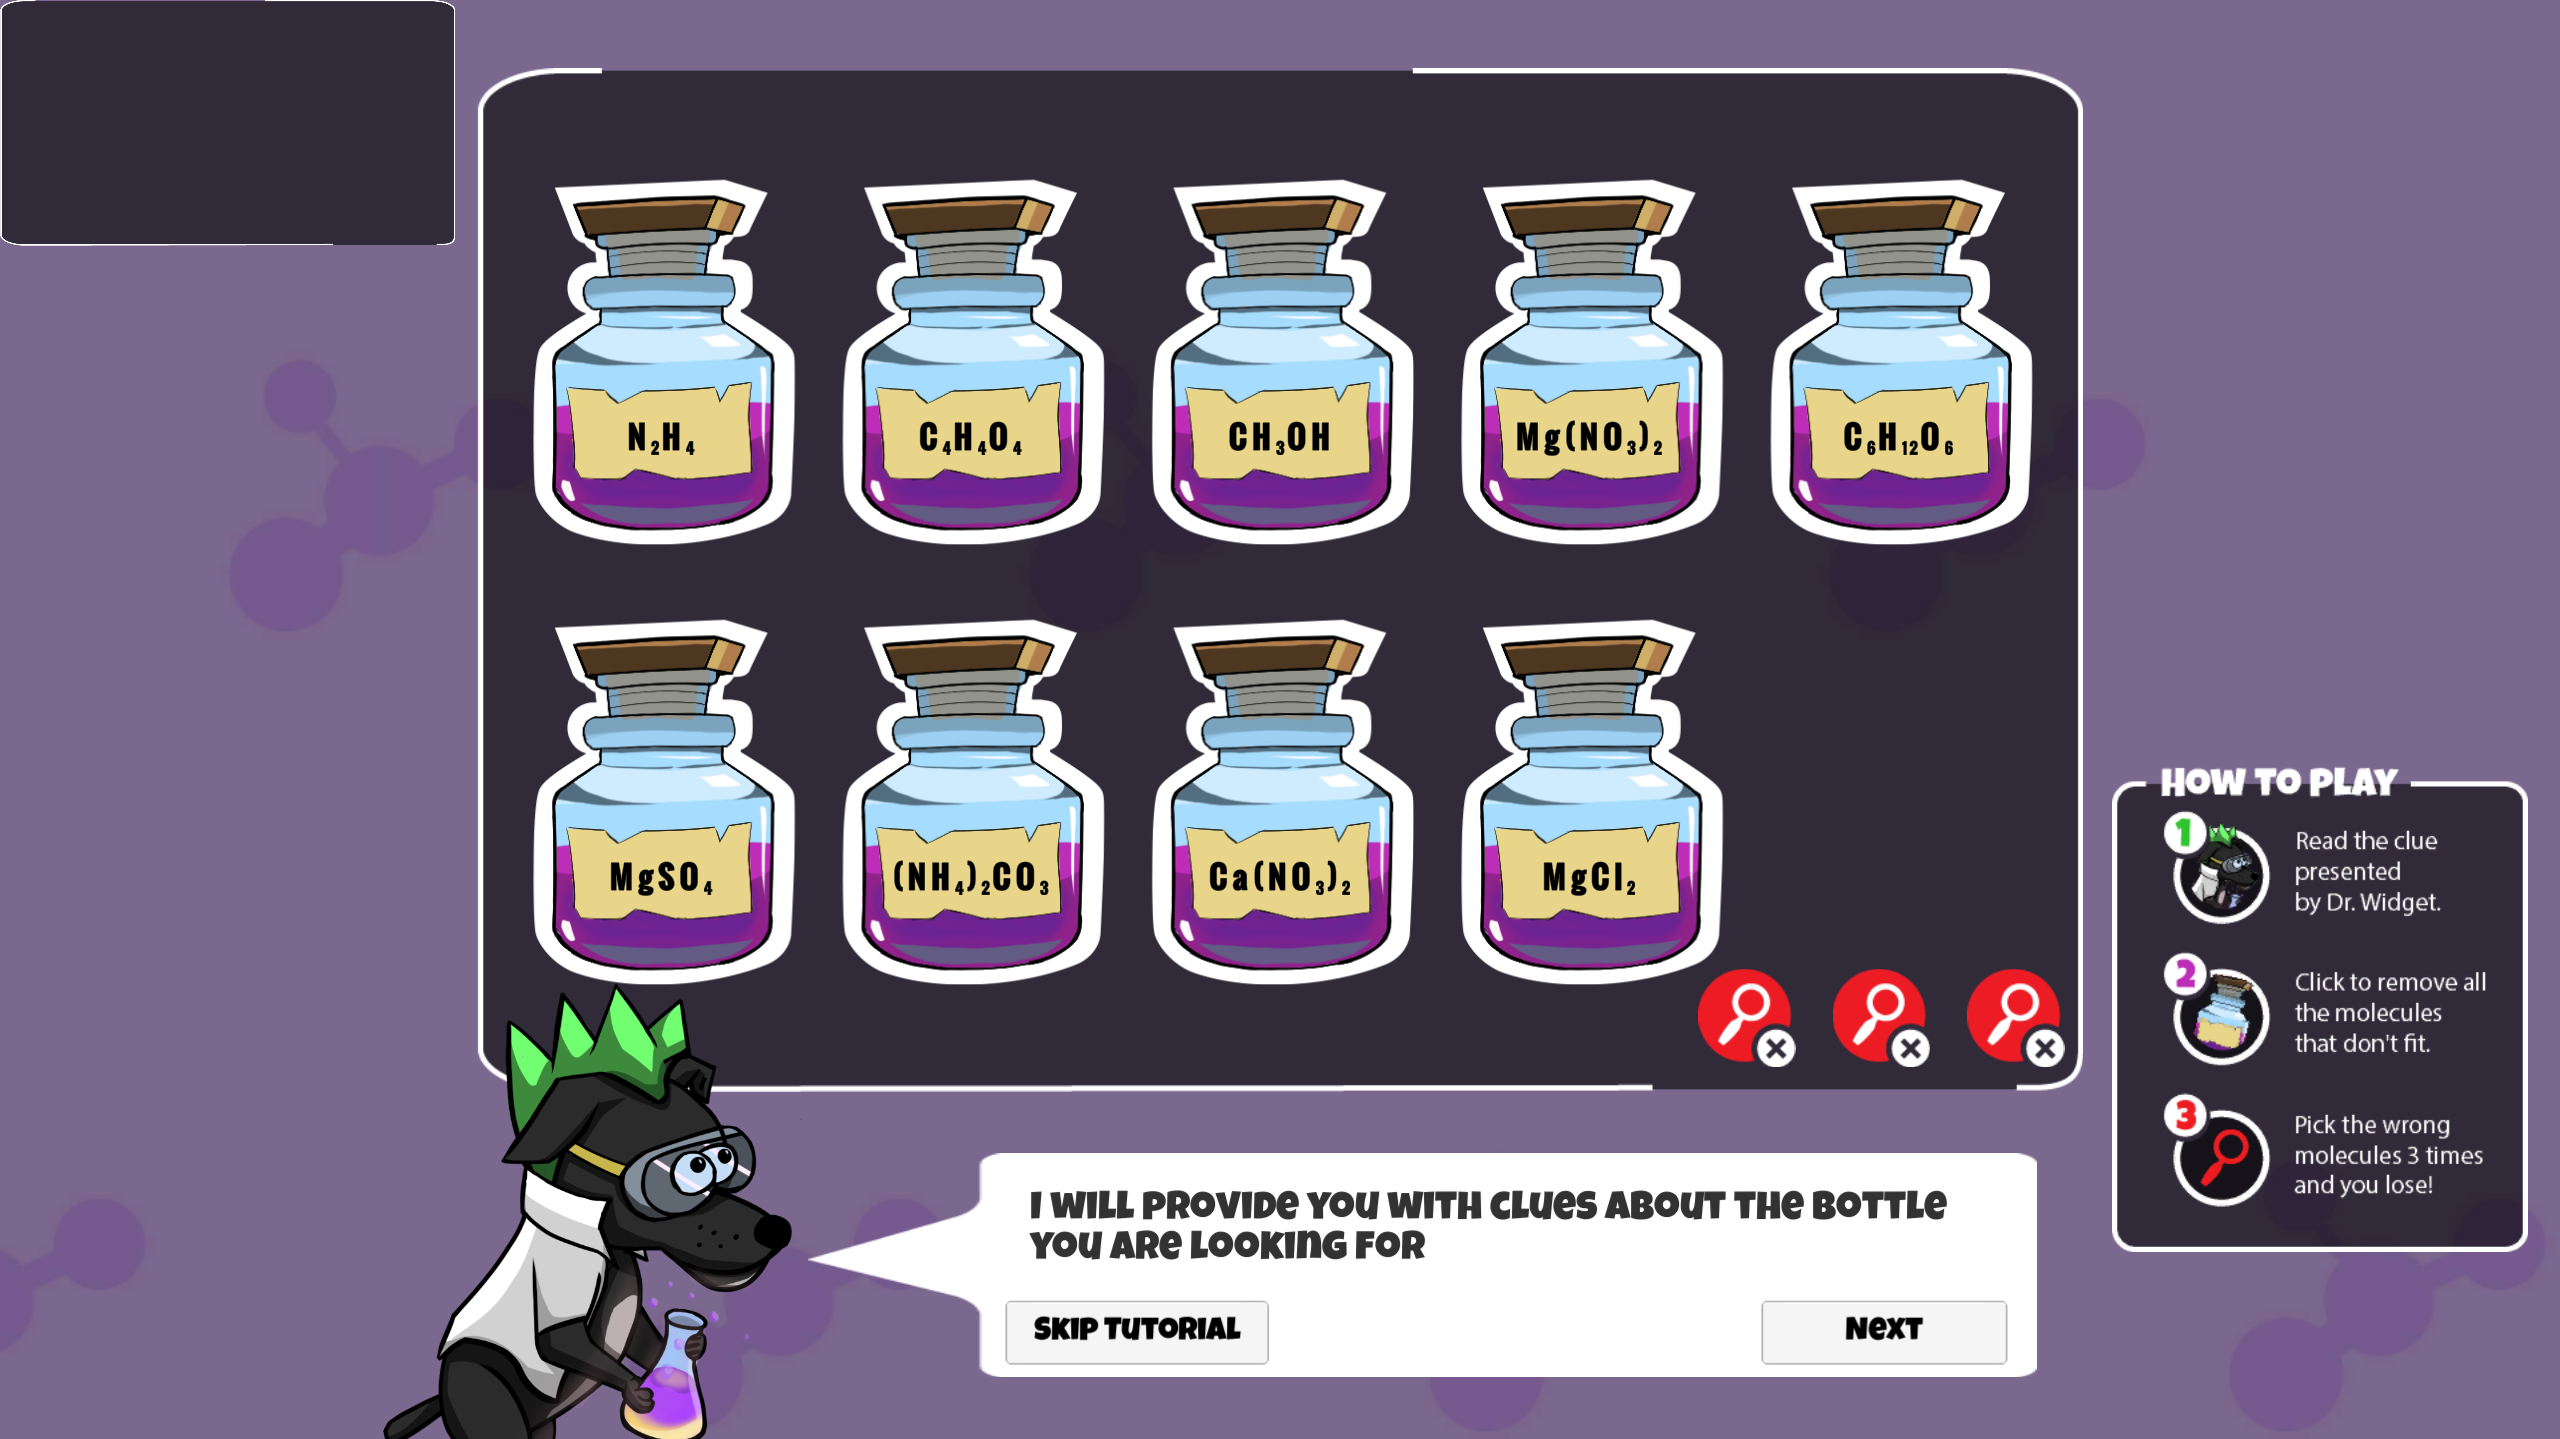 N₂H₄
C₄H₄O₄
CH₃OH
Mg(NO₃)₂
C₆H₁₂O₆
MgSO₄
(NH₄)₂CO₃
Ca(NO₃)₂
MgCl₂
HOW TO PLAY
1
Read the clue
presented
by Dr. Widget.
2
Click to remove all
the molecules
that don't fit.
3
Pick the wrong
molecules 3 times
and you lose!
I WILL PROVIDE YOU WITH CLUES ABOUT THE BOTTLE
YOU ARE LOOKING FOR
SKIP TUTORIAL
NEXT